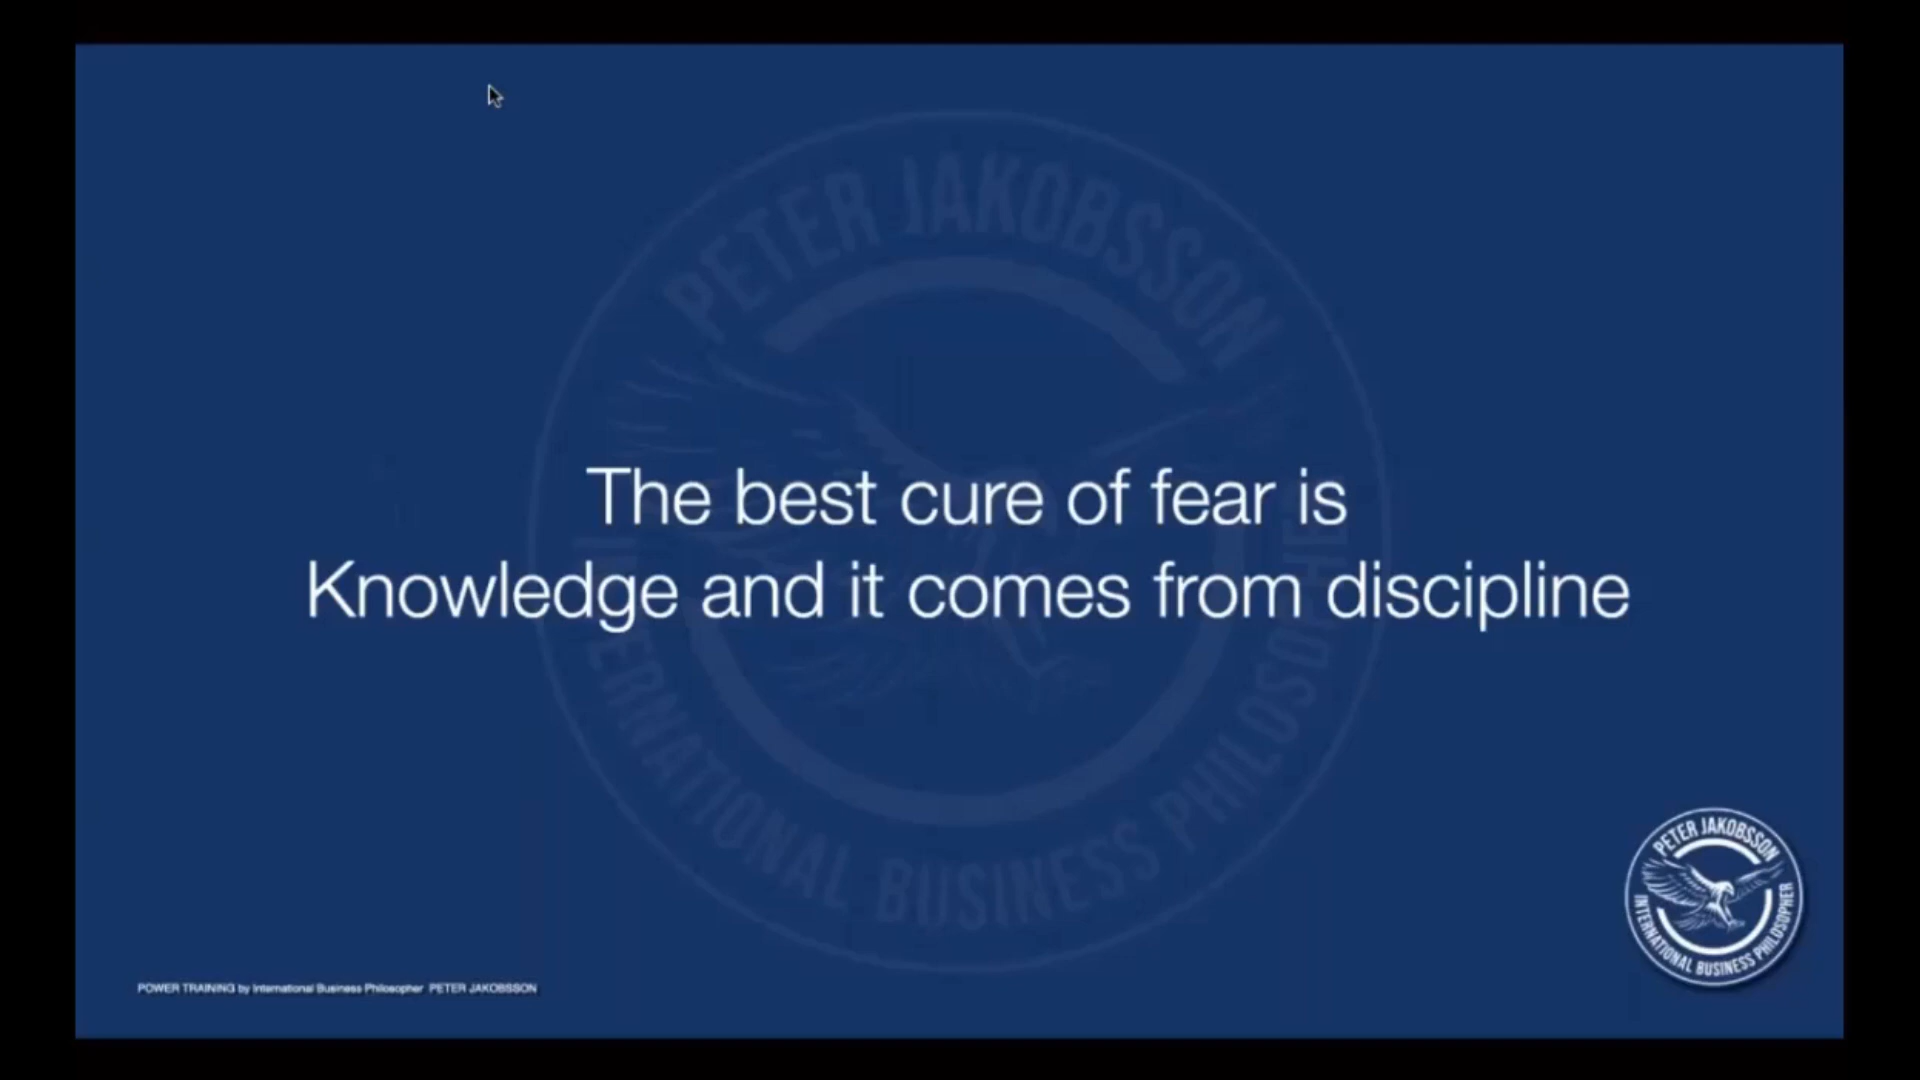 PETER JAKOBSSON
The best cure of fear is
Knowledge and it comes from discipline
INTERNATIONAL BUSINESS PHILOSOPHER
PETER JAKOBSSON
INTERNATIONAL BUSINESS PHILOSOPHER
POWER TRAINING by International Business Philosopher PETER JAKOBSSON